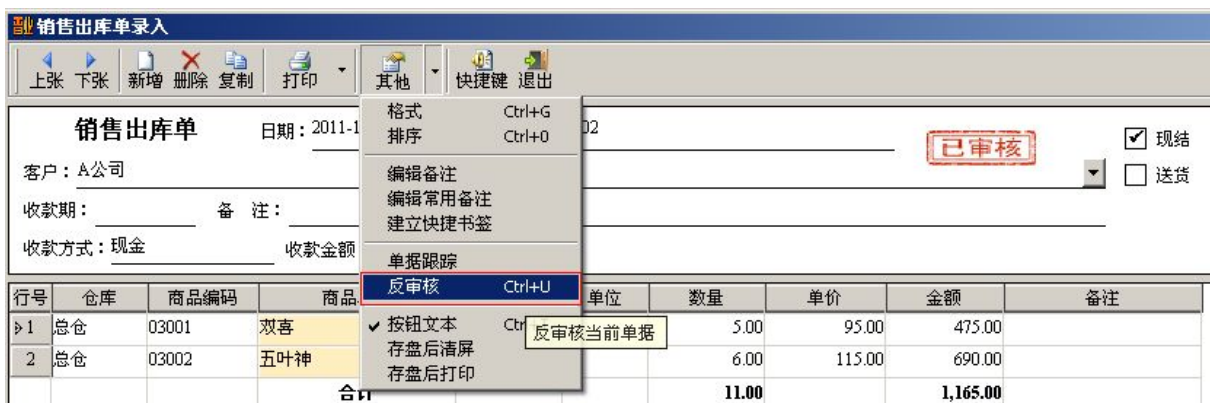 销售出库单录入
上张 下张 新增 删除 复制 打印 其他 快捷键 退出
格式 Ctrl+G
排序 Ctrl+O
编辑备注
编辑常用备注
建立快捷书签
单据跟踪
反审核 Ctrl+U
按钮文本 Ctr
存盘后清屏
存盘后打印
反审核当前单据
销售出库单 日期：2011-1 02
已审核
现结
客户：A公司
送货
收款期： 备 注：
收款方式：现金 收款金额
行号 仓库 商品编码 商品 单位 数量 单价 金额 备注
1 总仓 03001 双喜 5.00 95.00 475.00
2 总仓 03002 五叶神 6.00 115.00 690.00
合计 11.00 1,165.00